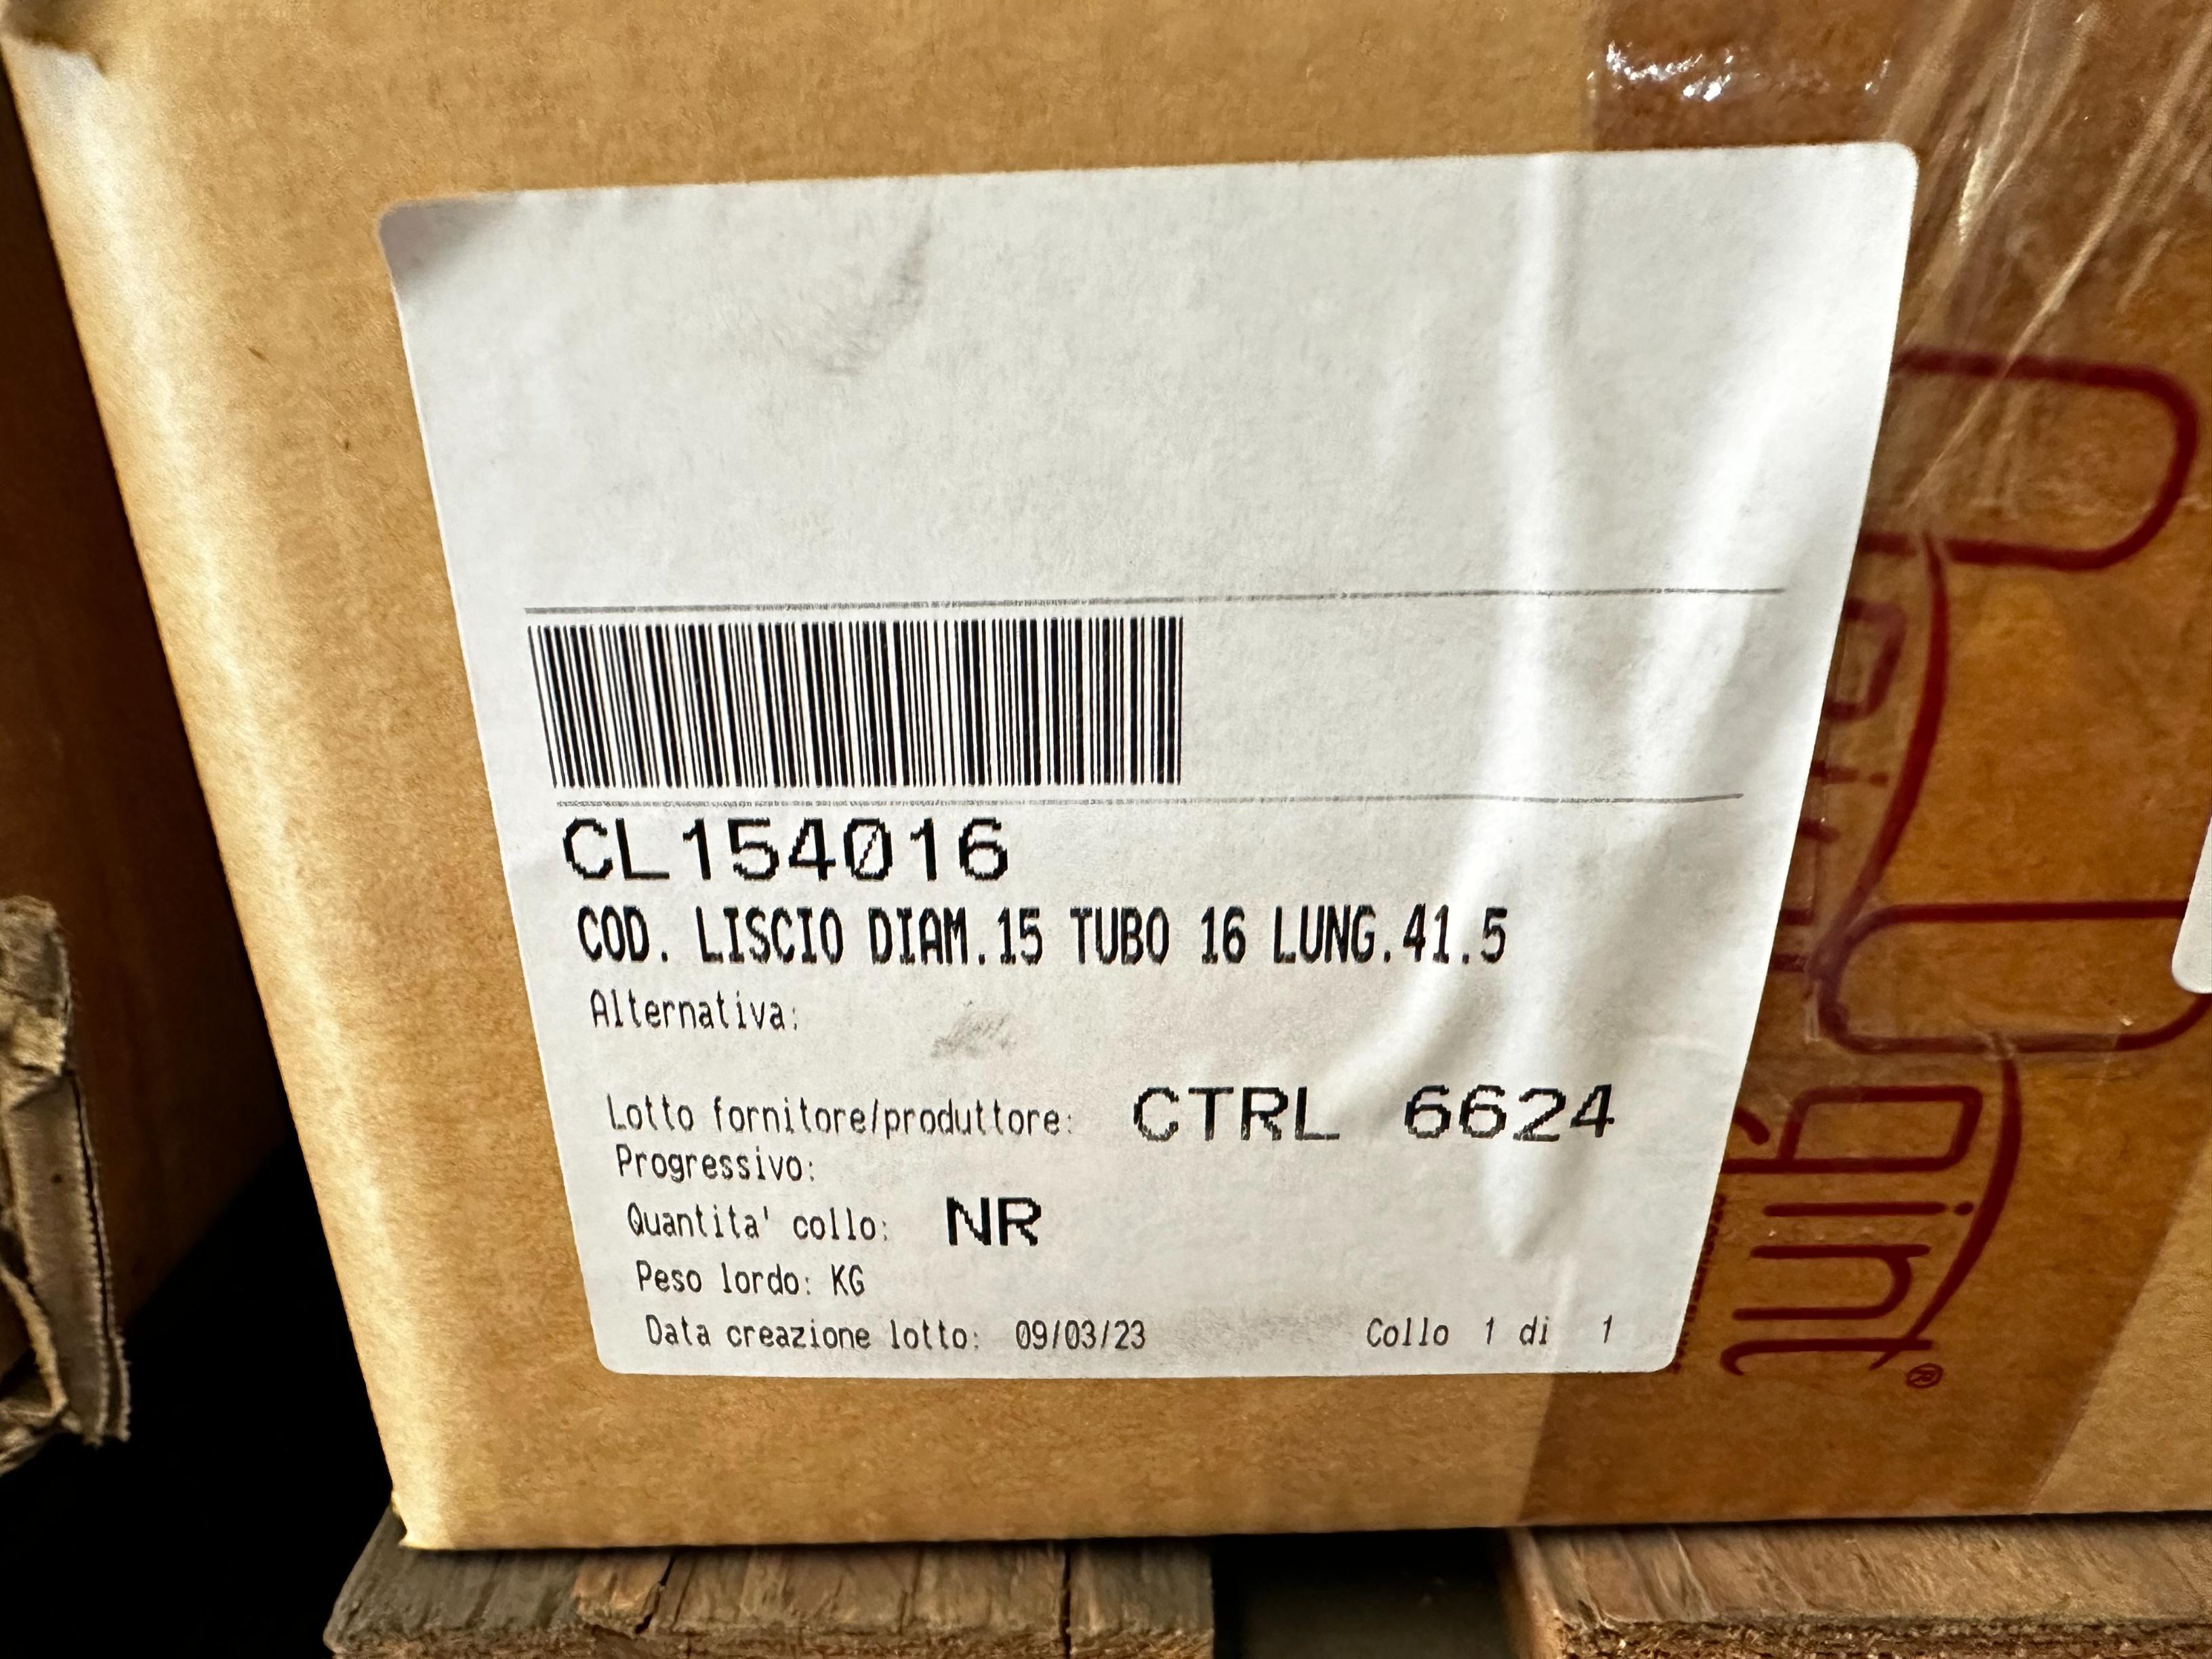 CL154016
COD. LISCIO DIAM.15 TUBO 16 LUNG.41.5
Alternativa:
Lotto fornitore/produttore: CTRL 6624
Progressivo:
Quantita' collo: NR
Peso lordo: KG
Data creazione lotto: 09/03/23 Collo 1 di 1